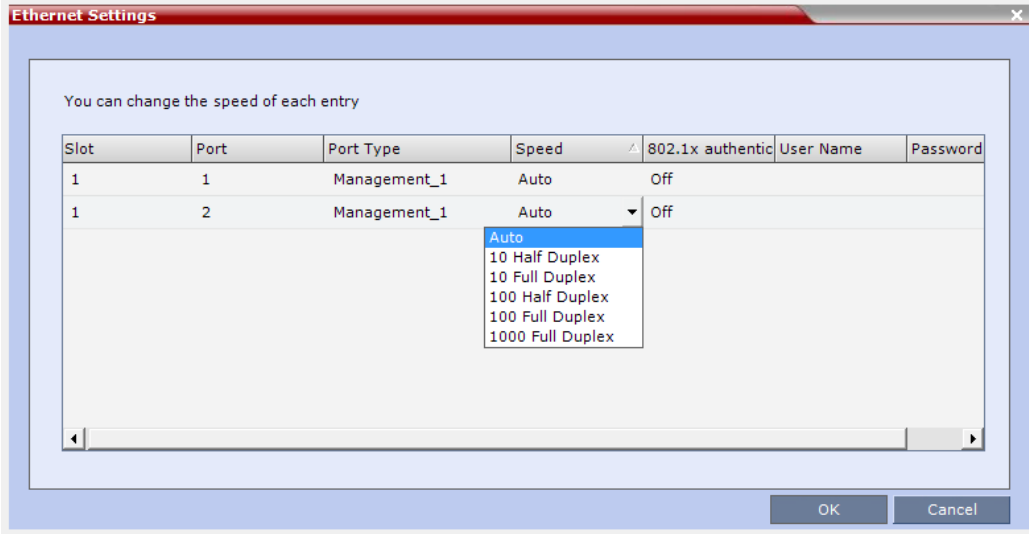 Ethernet Settings
You can change the speed of each entry
Slot Port Port Type Speed 802.1x authentic User Name Password
1 1 Management_1 Auto Off
1 2 Management_1 Auto Off
Auto
10 Half Duplex
10 Full Duplex
100 Half Duplex
100 Full Duplex
1000 Full Duplex
OK Cancel